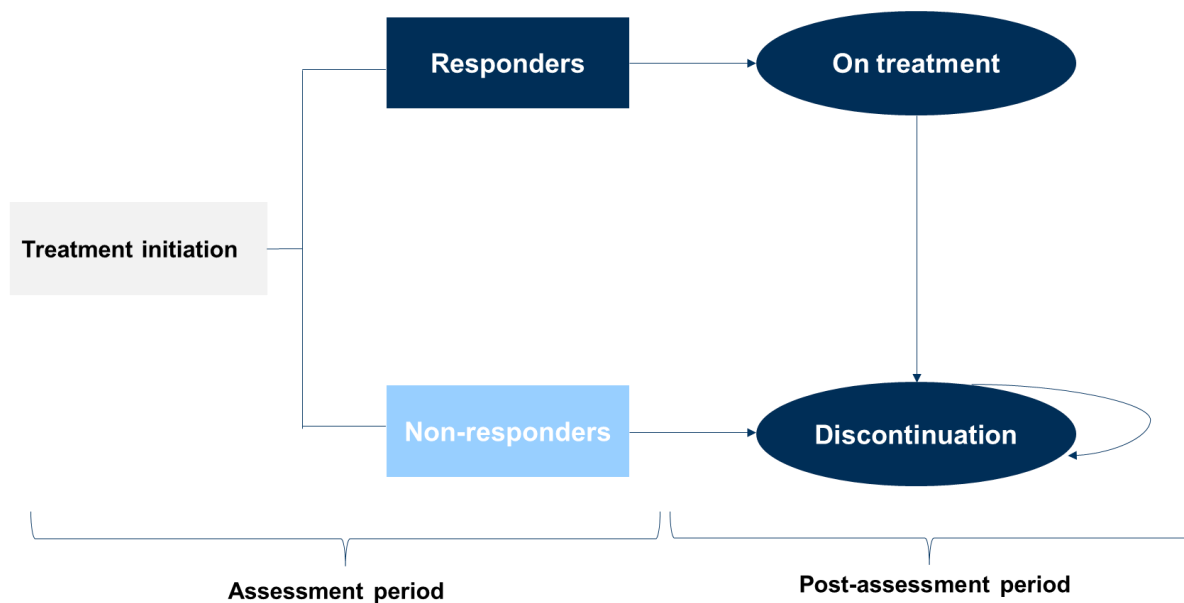 Responders
On treatment
Treatment initiation
Non-responders
Discontinuation
Assessment period
Post-assessment period